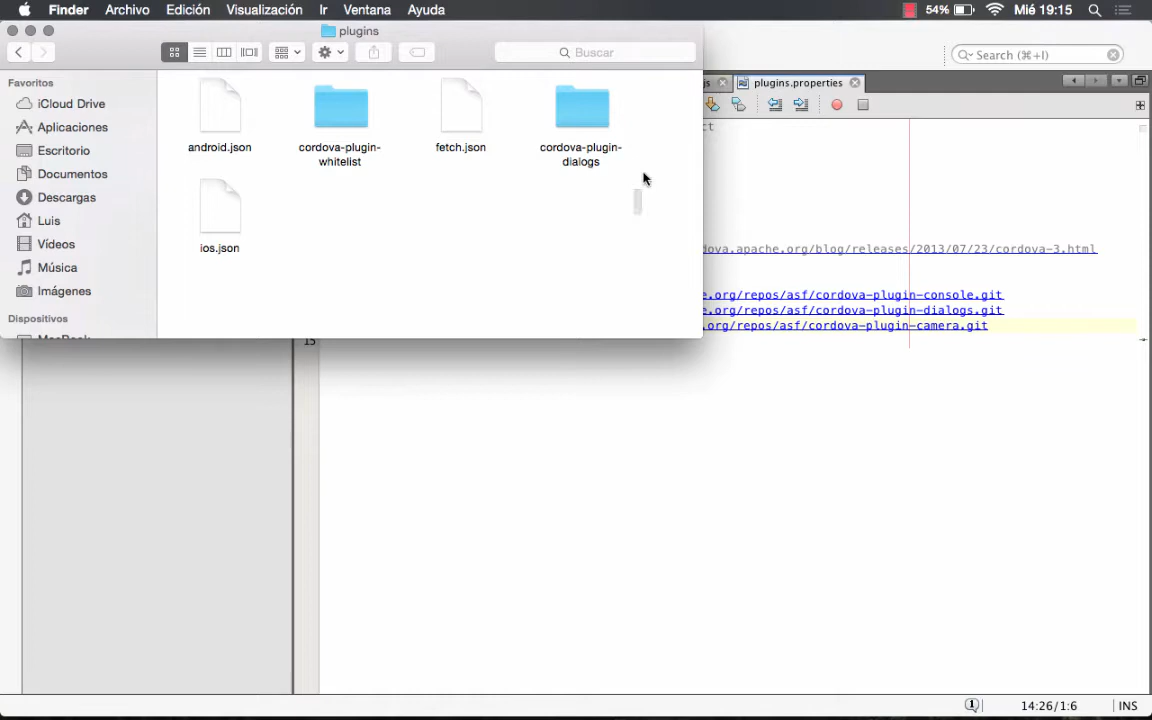 Finder Archivo Edición Visualización Ir Ventana Ayuda 54% Mié 19:15
plugins
Buscar
Search (⌘+I)
Favoritos
iCloud Drive
Aplicaciones
Escritorio
Documentos
Descargas
Luis
Vídeos
Música
Imágenes
Dispositivos
android.json
cordova-plugin-
whitelist
fetch.json
cordova-plugin-
dialogs
ios.json
js plugins.properties
ct
dova.apache.org/blog/releases/2013/07/23/cordova-3.html
e.org/repos/asf/cordova-plugin-console.git
e.org/repos/asf/cordova-plugin-dialogs.git
.org/repos/asf/cordova-plugin-camera.git
15
1 14:26/1:6 INS